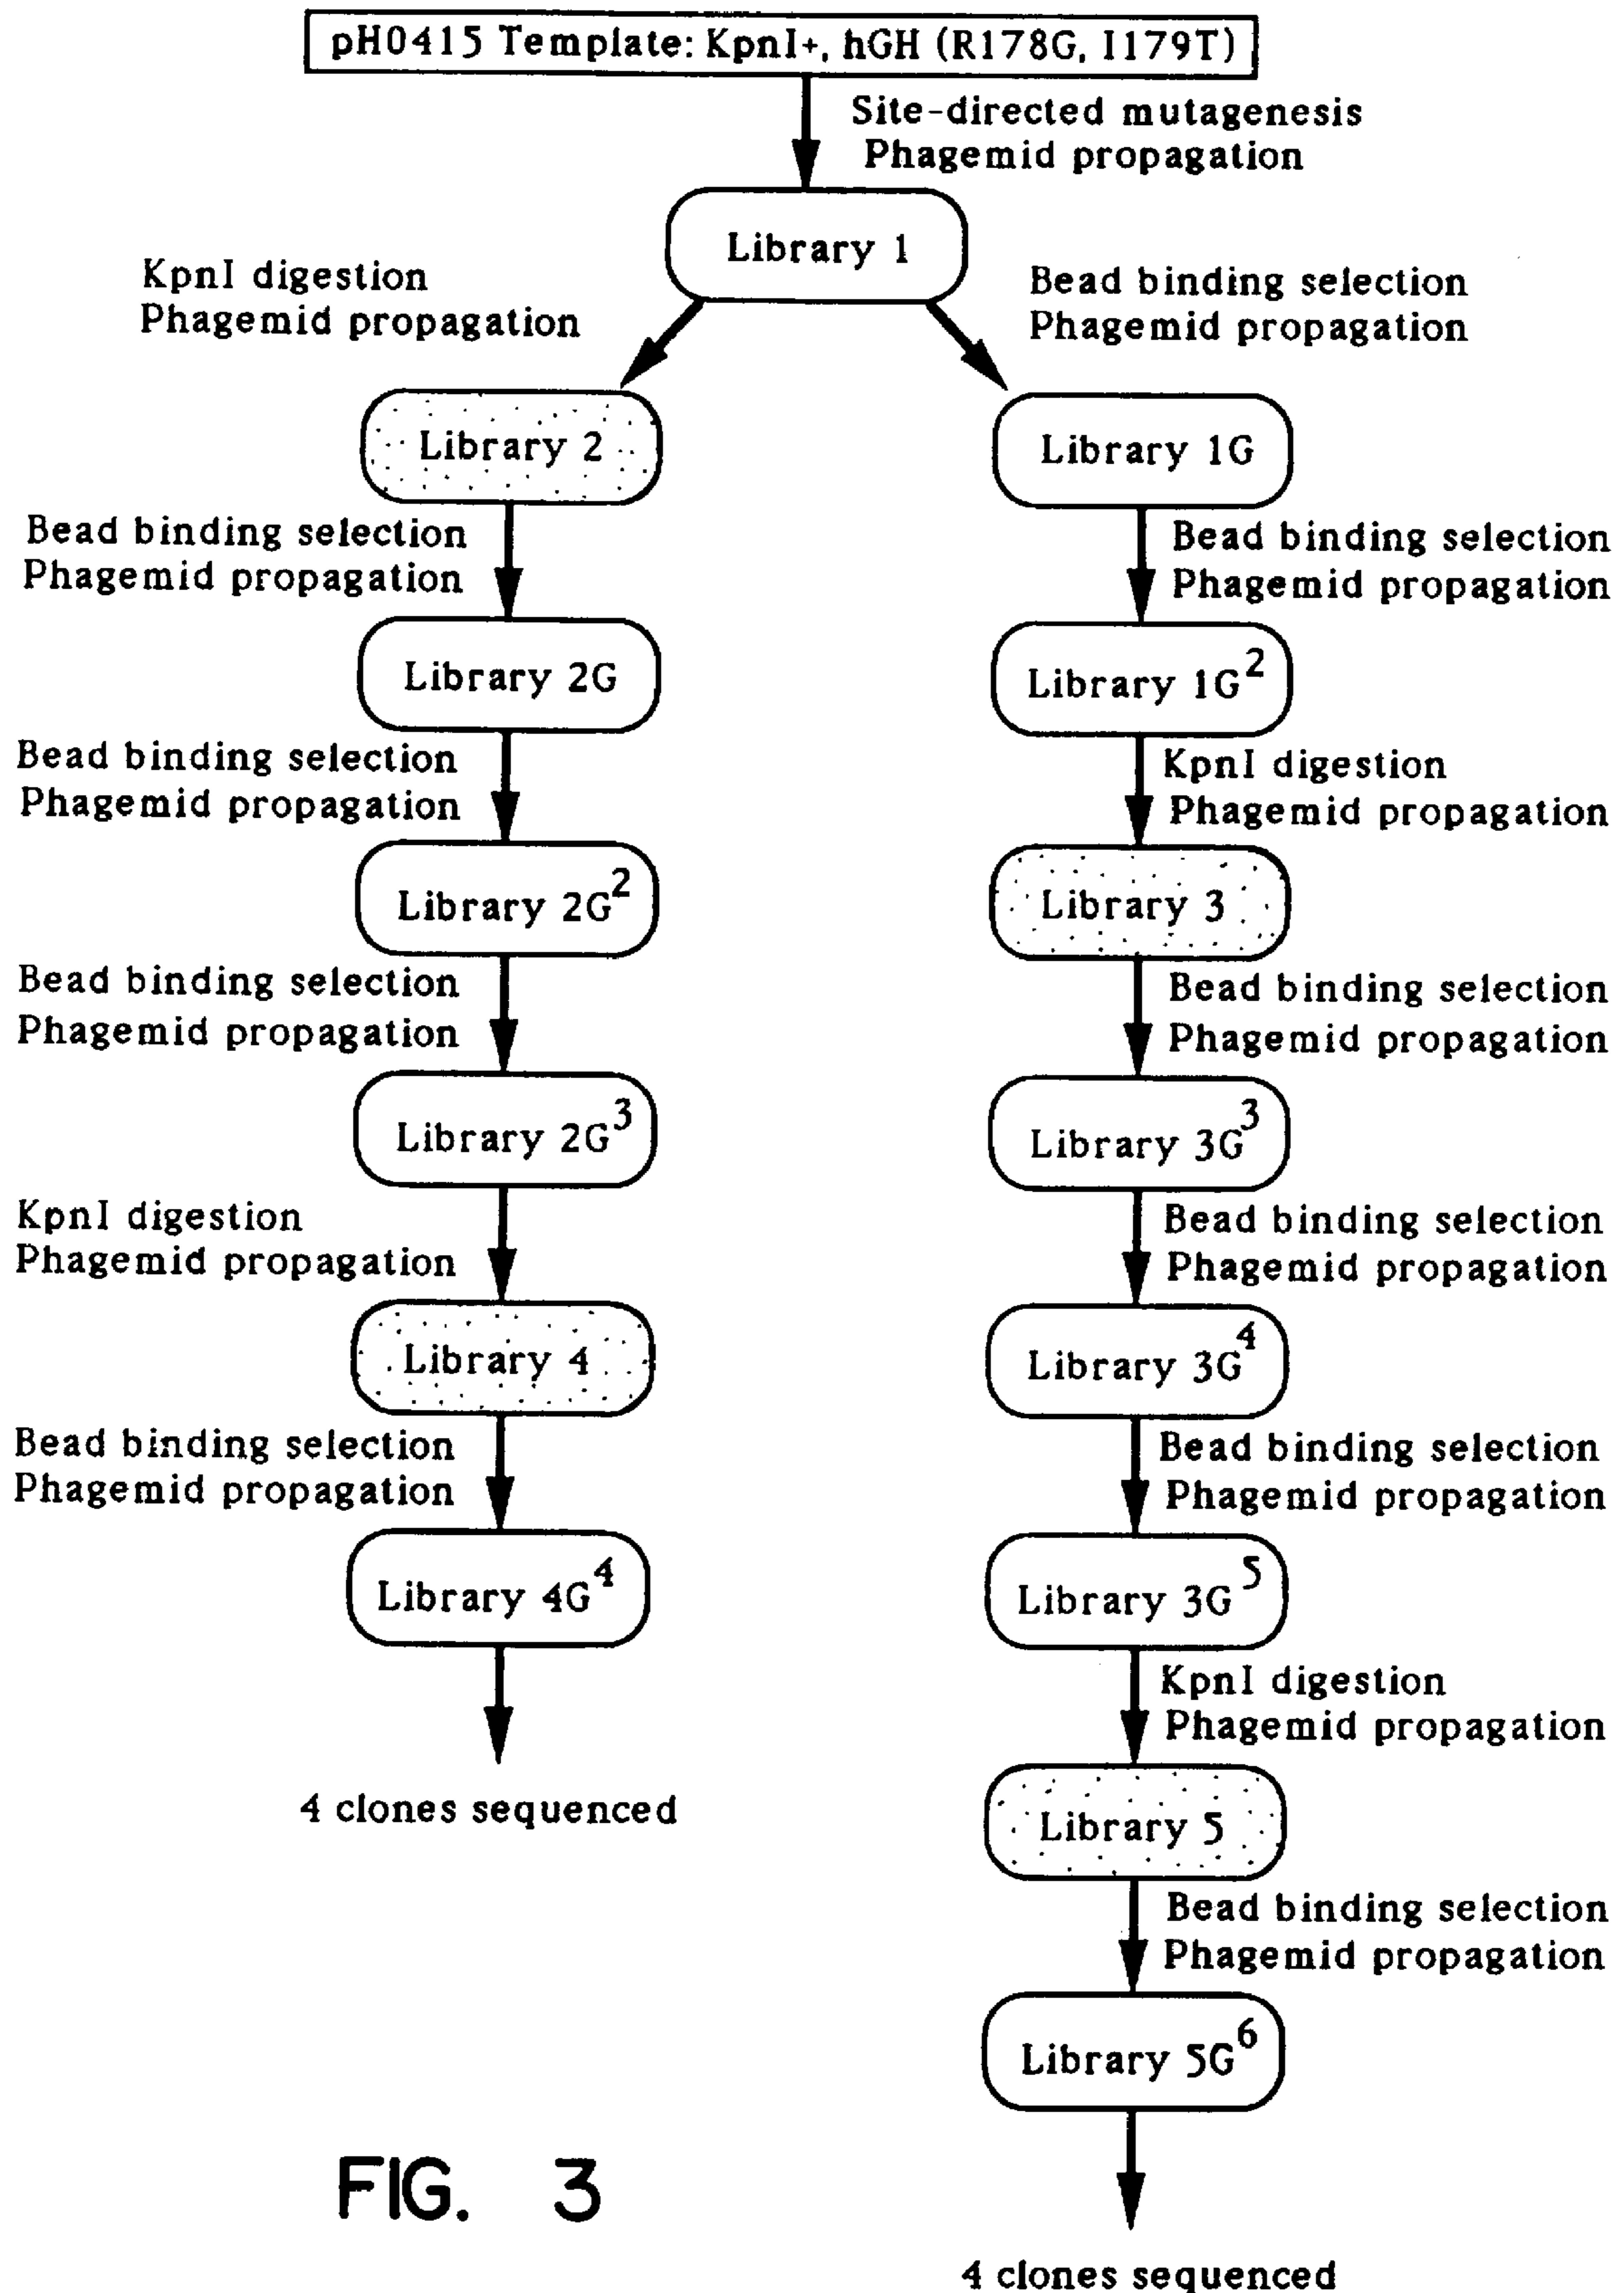 pH0415 Template: KpnI+, hGH (R178G, I179T)
Site-directed mutagenesis
Phagemid propagation
Library 1
KpnI digestion
Phagemid propagation
Bead binding selection
Phagemid propagation
Library 2
Library 1G
Bead binding selection
Phagemid propagation
Bead binding selection
Phagemid propagation
Library 2G
Library 1G²
Bead binding selection
Phagemid propagation
KpnI digestion
Phagemid propagation
Library 2G²
Library 3
Bead binding selection
Phagemid propagation
Bead binding selection
Phagemid propagation
Library 2G³
Library 3G³
KpnI digestion
Phagemid propagation
Bead binding selection
Phagemid propagation
Library 4
Library 3G⁴
Bead binding selection
Phagemid propagation
Bead binding selection
Phagemid propagation
Library 4G⁴
Library 3G⁵
KpnI digestion
Phagemid propagation
4 clones sequenced
Library 5
Bead binding selection
Phagemid propagation
Library 5G⁶
FIG. 3
4 clones sequenced